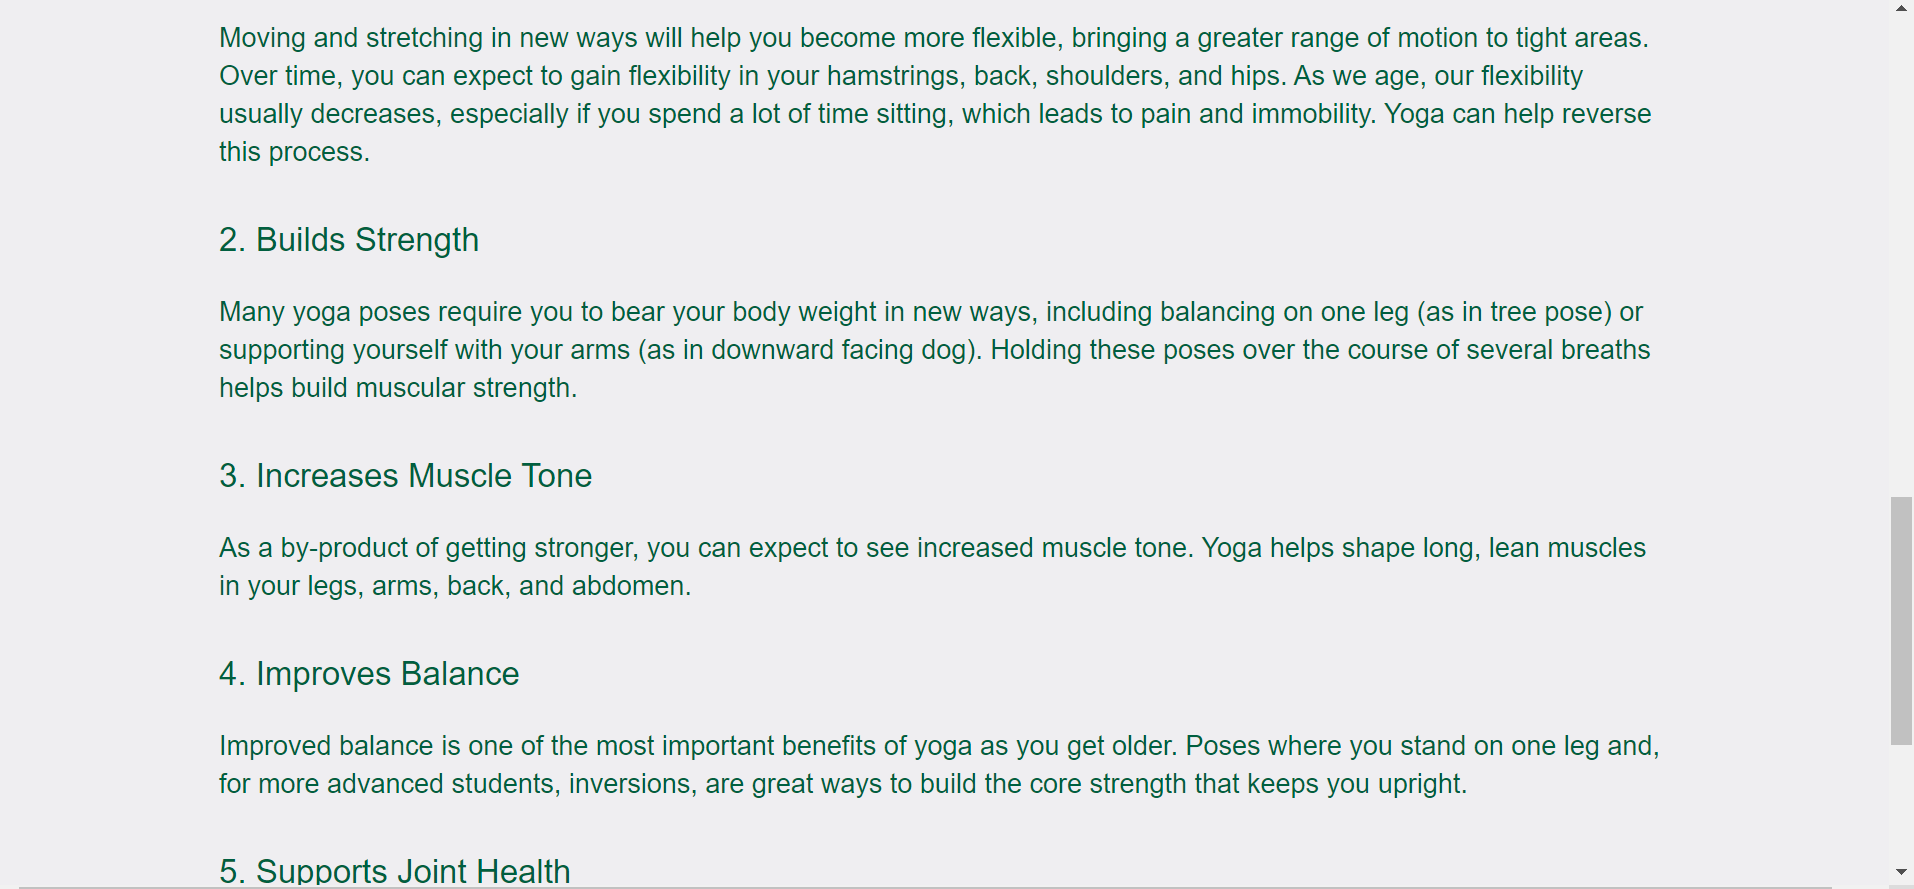 Moving and stretching in new ways will help you become more flexible, bringing a greater range of motion to tight areas.
Over time, you can expect to gain flexibility in your hamstrings, back, shoulders, and hips. As we age, our flexibility
usually decreases, especially if you spend a lot of time sitting, which leads to pain and immobility. Yoga can help reverse
this process.
2. Builds Strength
Many yoga poses require you to bear your body weight in new ways, including balancing on one leg (as in tree pose) or
supporting yourself with your arms (as in downward facing dog). Holding these poses over the course of several breaths
helps build muscular strength.
3. Increases Muscle Tone
As a by-product of getting stronger, you can expect to see increased muscle tone. Yoga helps shape long, lean muscles
in your legs, arms, back, and abdomen.
4. Improves Balance
Improved balance is one of the most important benefits of yoga as you get older. Poses where you stand on one leg and,
for more advanced students, inversions, are great ways to build the core strength that keeps you upright.
5. Supports Joint Health